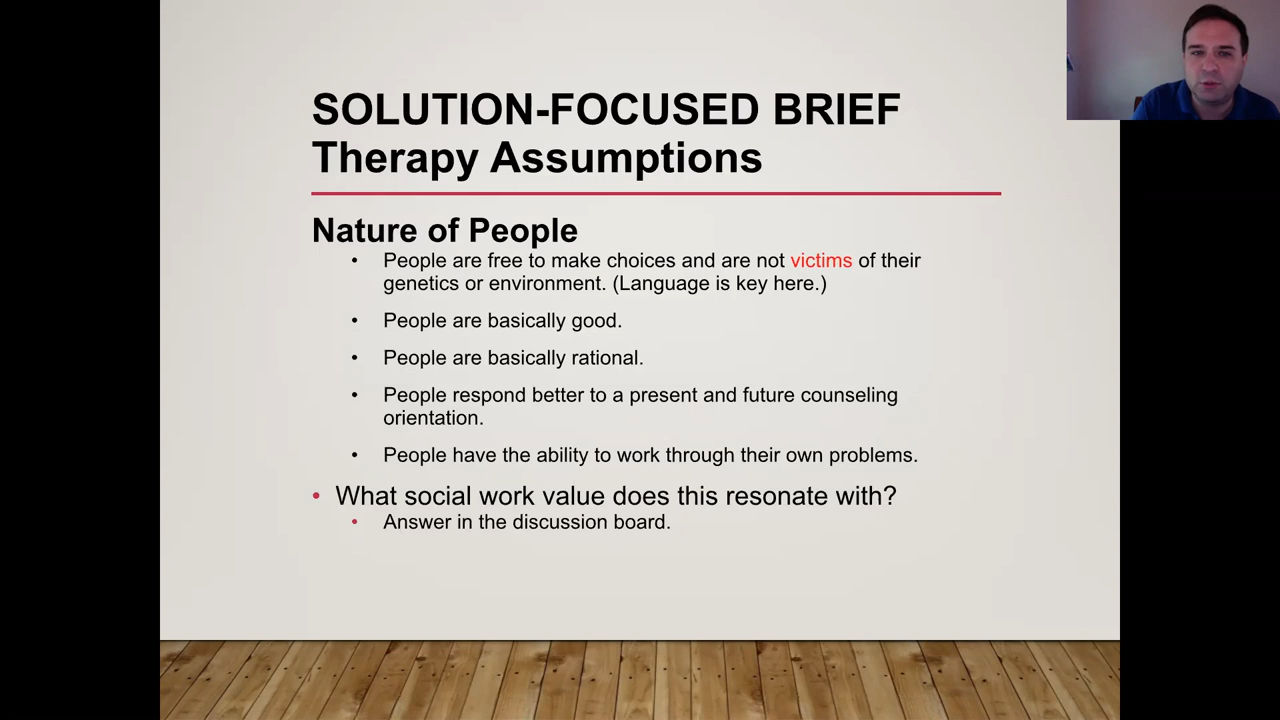 SOLUTION-FOCUSED BRIEF
Therapy Assumptions
Nature of People
• People are free to make choices and are not victims of their
genetics or environment. (Language is key here.)
• People are basically good.
• People are basically rational.
• People respond better to a present and future counseling
orientation.
• People have the ability to work through their own problems.
• What social work value does this resonate with?
• Answer in the discussion board.